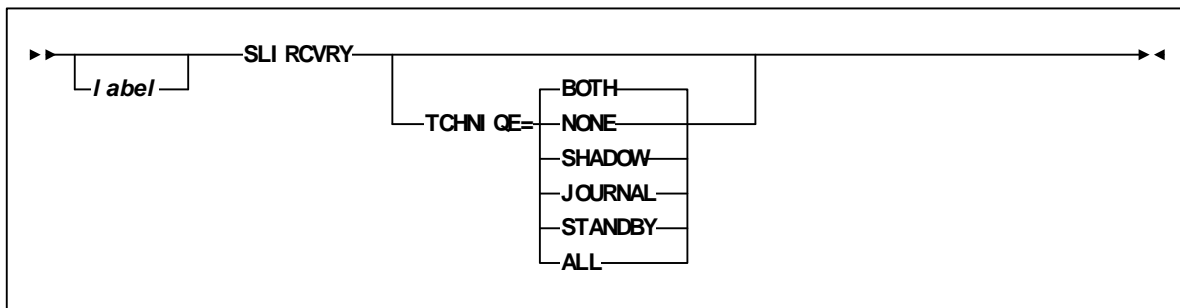 SLIRCVRY
label
BOTH
TCHNIQE= NONE
SHADOW
JOURNAL
STANDBY
ALL